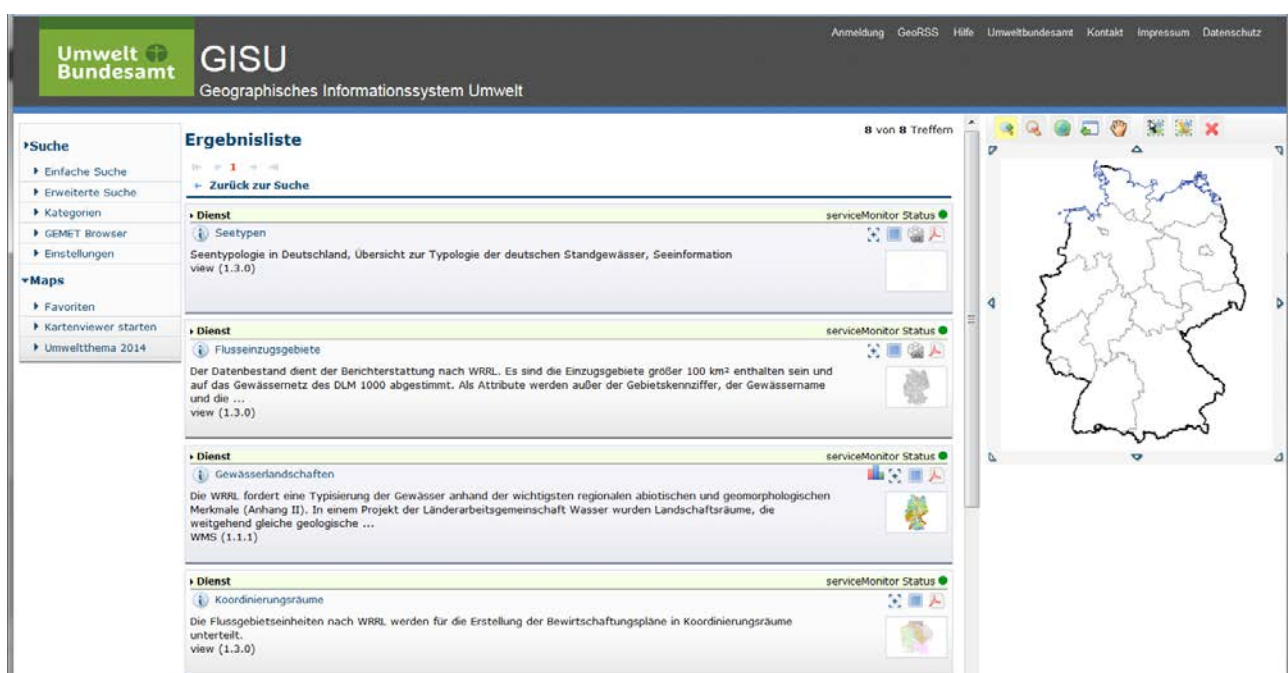 Umwelt
Bundesamt
GISU
Geographisches Informationssystem Umwelt
Anmeldung GeoRSS Hilfe Umweltbundesamt Kontakt Impressum Datenschutz
Suche
Einfache Suche
Erweiterte Suche
Kategorien
GEMET Browser
Einstellungen
Maps
Favoriten
Kartenviewer starten
Umweltthema 2014
Ergebnisliste
8 von 8 Treffern
1
Zurück zur Suche
Dienst serviceMonitor Status
Seetypen
Seentypologie in Deutschland, Übersicht zur Typologie der deutschen Standgewässer, Seeinformation
view (1.3.0)
Dienst serviceMonitor Status
Flusseinzugsgebiete
Der Datenbestand dient der Berichterstattung nach WRRL. Es sind die Einzugsgebiete größer 100 km² enthalten sein und
auf das Gewässernetz des DLM 1000 abgestimmt. Als Attribute werden außer der Gebietskennziffer, der Gewässername
und die ...
view (1.3.0)
Dienst serviceMonitor Status
Gewässerlandschaften
Die WRRL fordert eine Typisierung der Gewässer anhand der wichtigsten regionalen abiotischen und geomorphologischen
Merkmale (Anhang II). In einem Projekt der Länderarbeitsgemeinschaft Wasser wurden Landschaftsräume, die
weitgehend gleiche geologische ...
WMS (1.1.1)
Dienst serviceMonitor Status
Koordinierungsräume
Die Flussgebietseinheiten nach WRRL werden für die Erstellung der Bewirtschaftungspläne in Koordinierungsräume
unterteilt.
view (1.3.0)